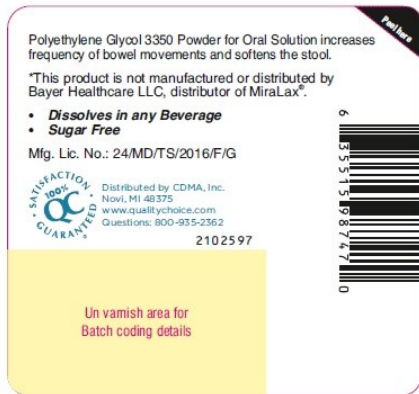 Peel here
Polyethylene Glycol 3350 Powder for Oral Solution increases
frequency of bowel movements and softens the stool.
*This product is not manufactured or distributed by
Bayer Healthcare LLC, distributor of MiraLax®.
• Dissolves in any Beverage
• Sugar Free
Mfg. Lic. No.: 24/MD/TS/2016/F/G
SATISFACTION
100%
QC
GUARANTEED
Distributed by CDMA, Inc.
Novi, MI 48375
www.qualitychoice.com
Questions: 800-935-2362
2102597
6 35515 98747 0
Un varnish area for
Batch coding details